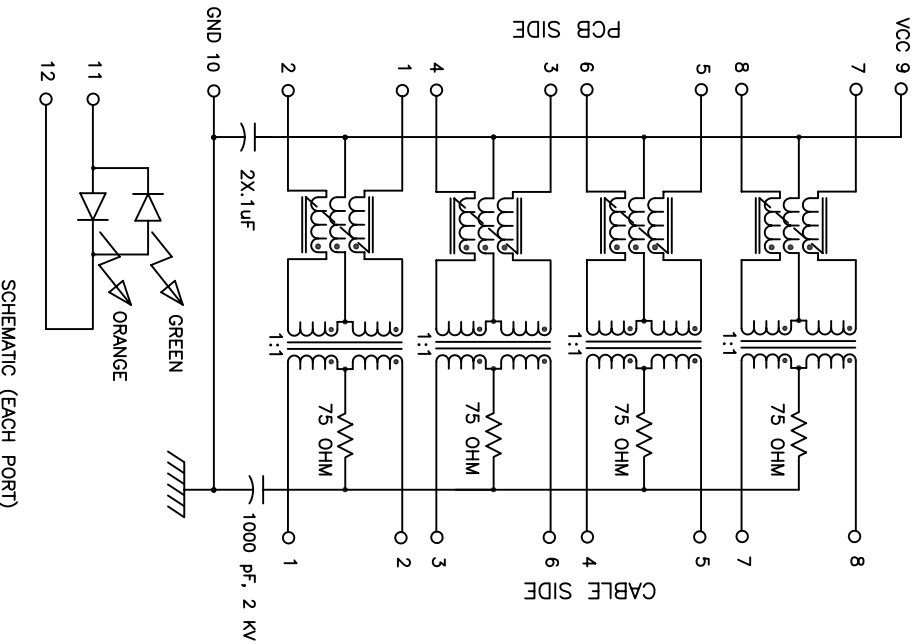 PCB SIDE
CABLE SIDE
VCC 9
7
8
5
6
3
4
1
2
GND 10
11
12
8
7
5
4
6
3
2
1
1:1
1:1
1:1
1:1
75 OHM
75 OHM
75 OHM
75 OHM
2X.1uF
1000 pF, 2 KV
GREEN
ORANGE
SCHEMATIC (EACH PORT)